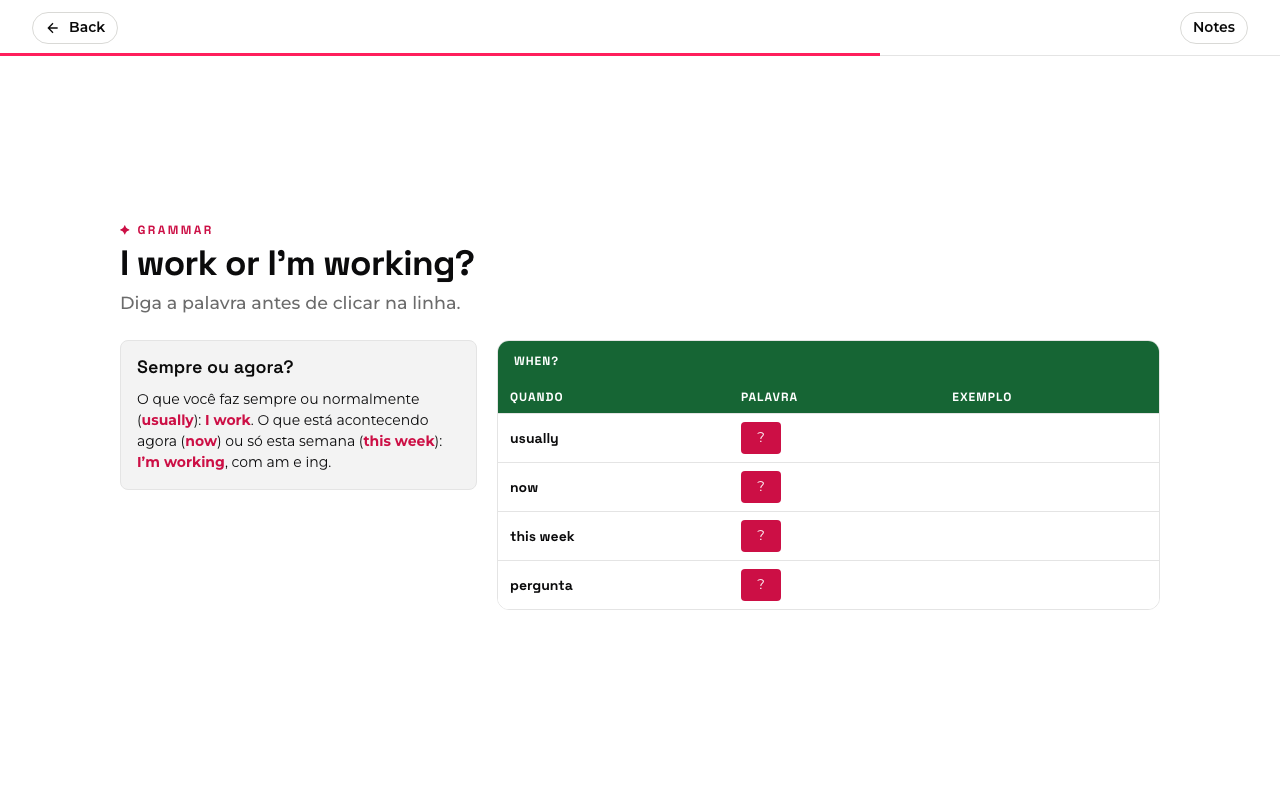 Back
Notes
GRAMMAR
I work or I’m working?
Diga a palavra antes de clicar na linha.
Sempre ou agora?
O que você faz sempre ou normalmente
(usually): I work. O que está acontecendo
agora (now) ou só esta semana (this week):
I’m working, com am e ing.
WHEN?
QUANDO PALAVRA EXEMPLO
usually ?
now ?
this week ?
pergunta ?